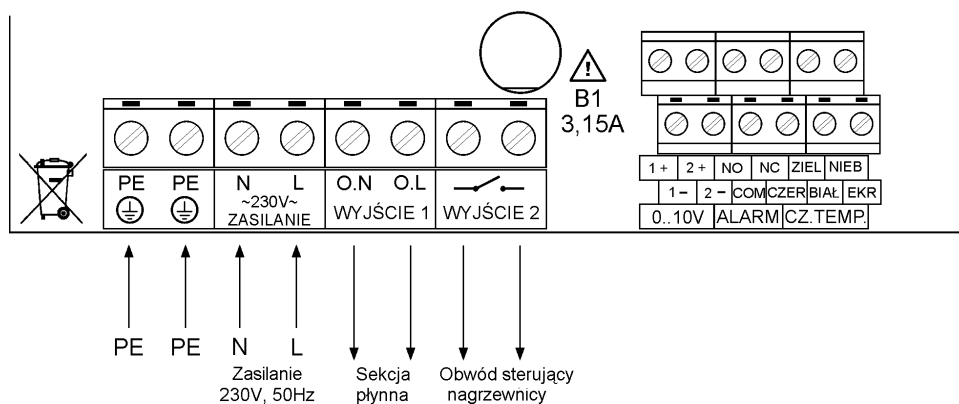 B1
3,15A
PE PE N L O.N O.L
~230V~
ZASILANIE
WYJŚCIE 1 WYJŚCIE 2
1 + 2 + NO NC ZIEL NIEB
1 – 2 – COM CZER BIAŁ EKR
0..10V ALARM CZ.TEMP.
PE PE N L
Zasilanie
230V, 50Hz
Sekcja
płynna
Obwód sterujący
nagrzewnicy